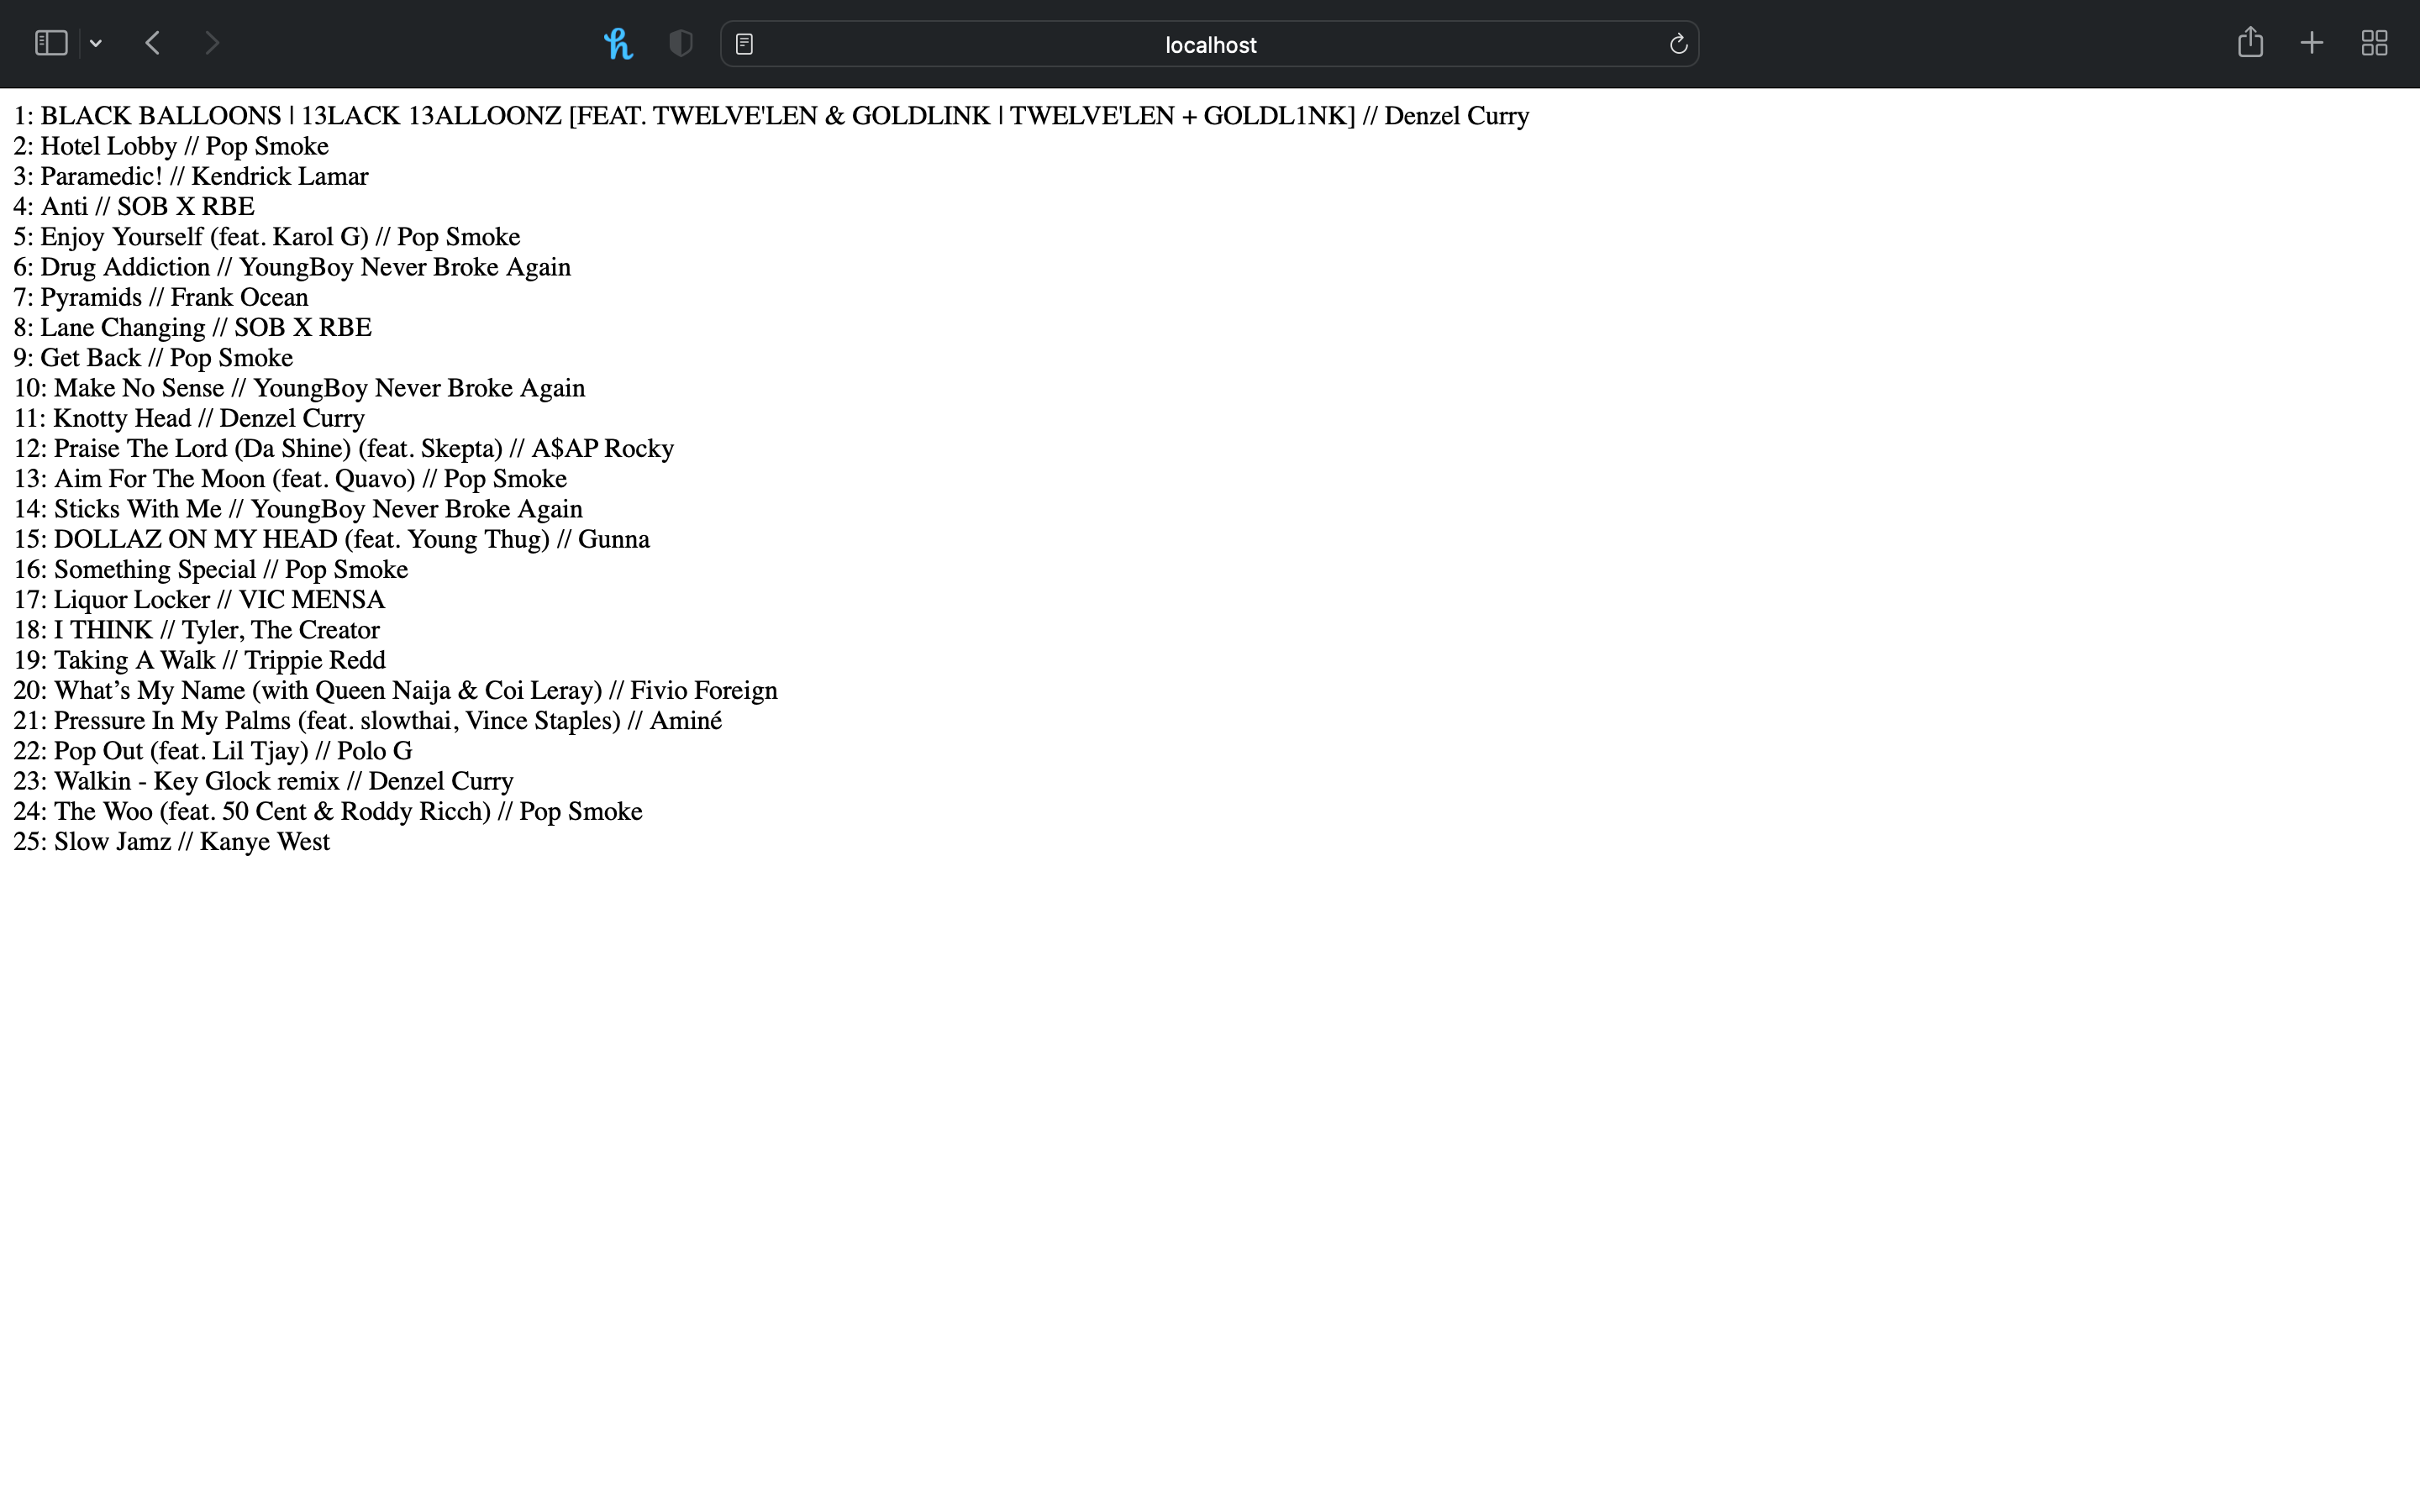 localhost
1: BLACK BALLOONS | 13LACK 13ALLOONZ [FEAT. TWELVE'LEN & GOLDLINK | TWELVE'LEN + GOLDL1NK] // Denzel Curry
2: Hotel Lobby // Pop Smoke
3: Paramedic! // Kendrick Lamar
4: Anti // SOB X RBE
5: Enjoy Yourself (feat. Karol G) // Pop Smoke
6: Drug Addiction // YoungBoy Never Broke Again
7: Pyramids // Frank Ocean
8: Lane Changing // SOB X RBE
9: Get Back // Pop Smoke
10: Make No Sense // YoungBoy Never Broke Again
11: Knotty Head // Denzel Curry
12: Praise The Lord (Da Shine) (feat. Skepta) // A$AP Rocky
13: Aim For The Moon (feat. Quavo) // Pop Smoke
14: Sticks With Me // YoungBoy Never Broke Again
15: DOLLAZ ON MY HEAD (feat. Young Thug) // Gunna
16: Something Special // Pop Smoke
17: Liquor Locker // VIC MENSA
18: I THINK // Tyler, The Creator
19: Taking A Walk // Trippie Redd
20: What’s My Name (with Queen Naija & Coi Leray) // Fivio Foreign
21: Pressure In My Palms (feat. slowthai, Vince Staples) // Aminé
22: Pop Out (feat. Lil Tjay) // Polo G
23: Walkin - Key Glock remix // Denzel Curry
24: The Woo (feat. 50 Cent & Roddy Ricch) // Pop Smoke
25: Slow Jamz // Kanye West